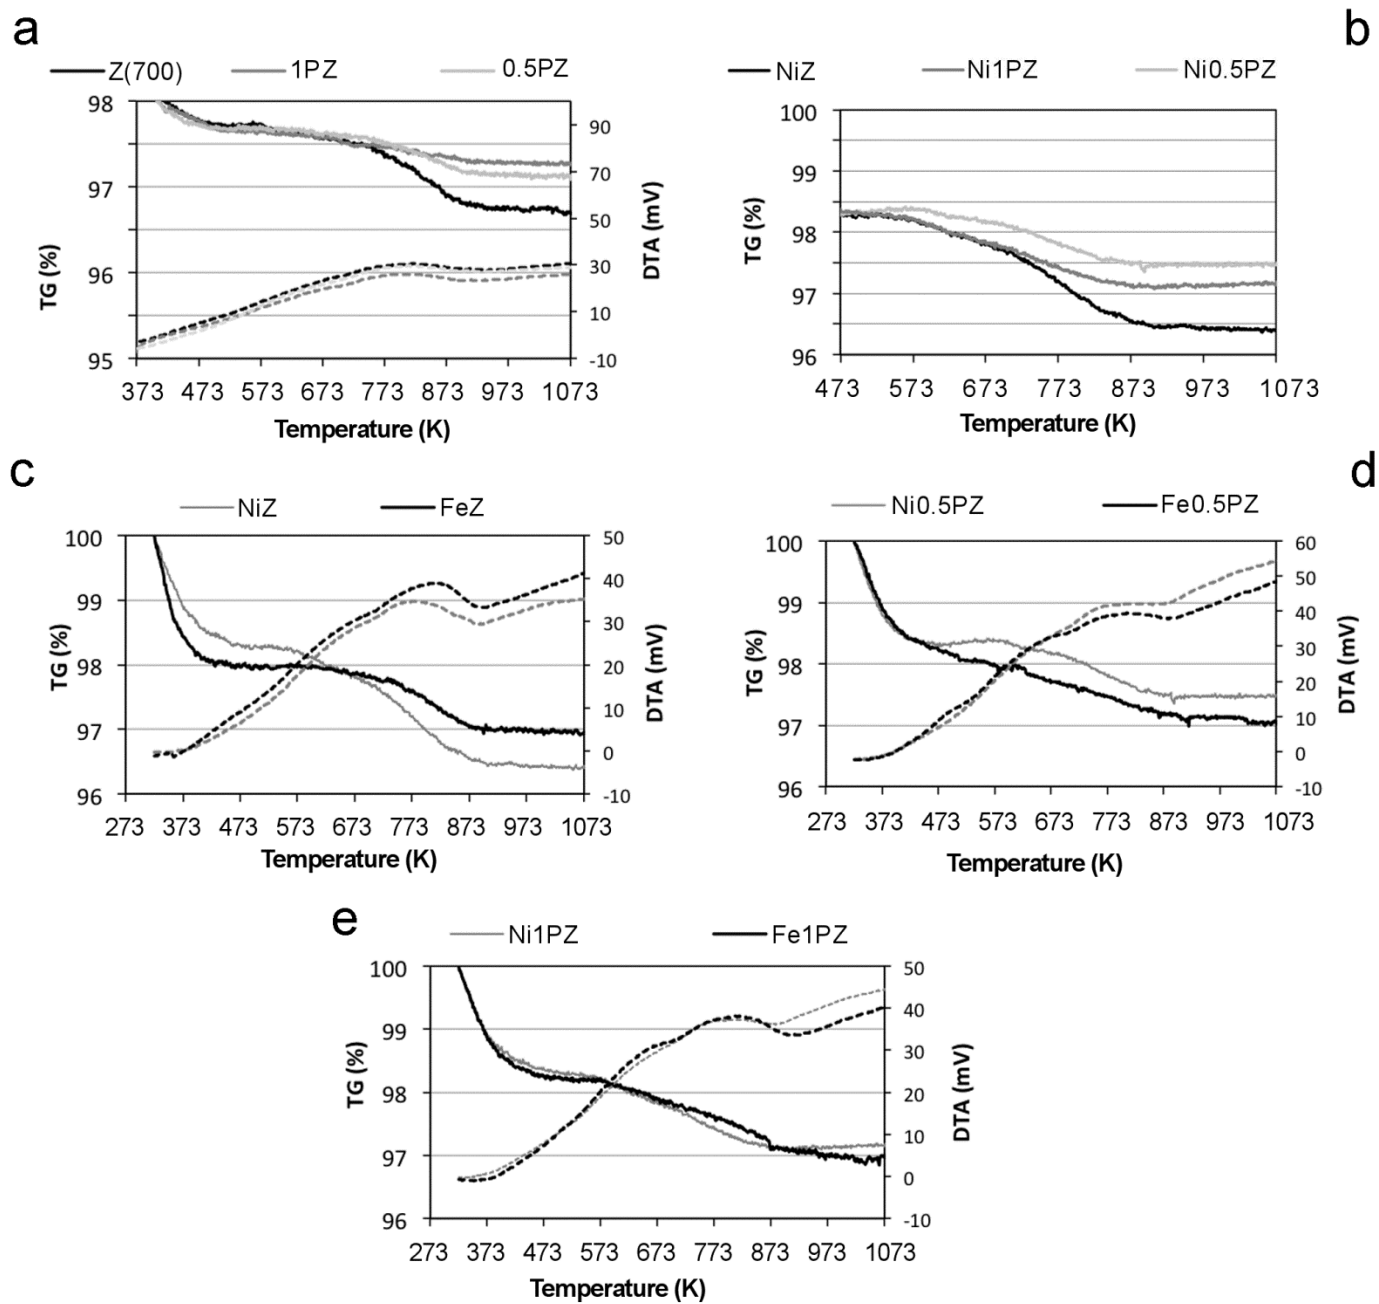 a
b
Z(700) 1PZ 0.5PZ
NiZ Ni1PZ Ni0.5PZ
98
97
96
95
TG (%)
90
70
50
30
10
-10
DTA (mV)
373 473 573 673 773 873 973 1073
Temperature (K)
100
99
98
97
96
TG (%)
473 573 673 773 873 973 1073
Temperature (K)
c
d
NiZ FeZ
100
99
98
97
96
TG (%)
50
40
30
20
10
0
-10
DTA (mV)
273 373 473 573 673 773 873 973 1073
Temperature (K)
Ni0.5PZ Fe0.5PZ
100
99
98
97
96
TG (%)
60
50
40
30
20
10
0
-10
DTA (mV)
273 373 473 573 673 773 873 973 1073
Temperature (K)
e
Ni1PZ Fe1PZ
100
99
98
97
96
TG (%)
50
40
30
20
10
0
-10
DTA (mV)
273 373 473 573 673 773 873 973 1073
Temperature (K)